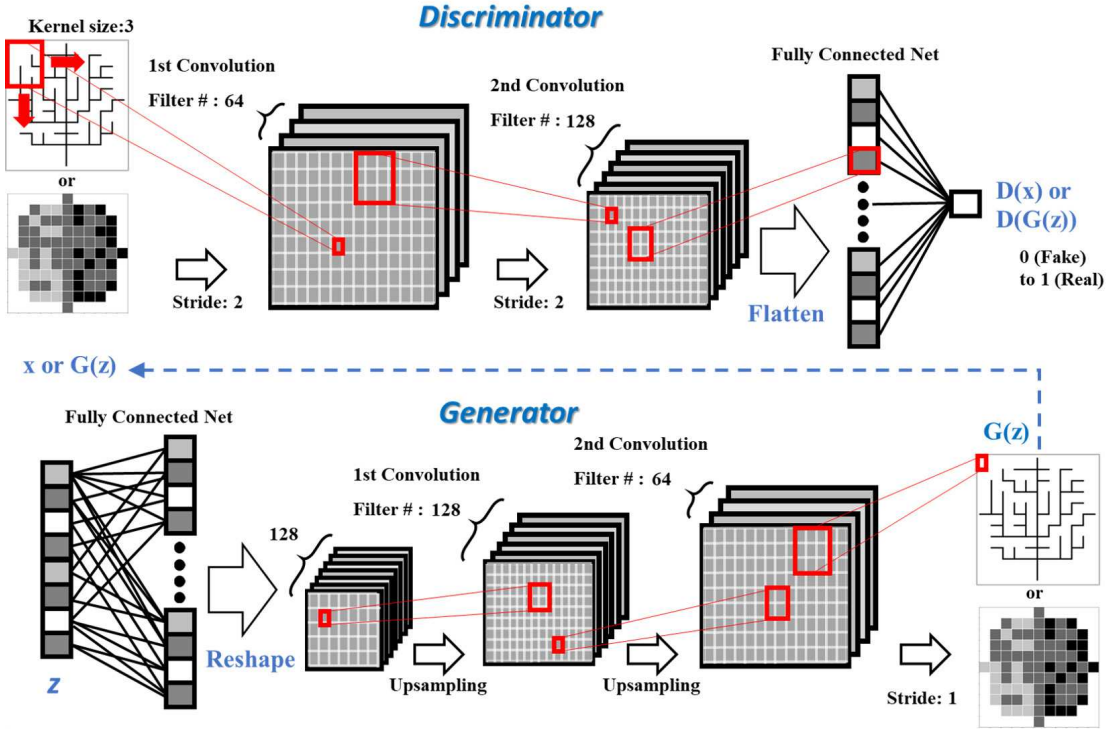 Discriminator
Kernel size:3
1st Convolution
Filter # : 64
2nd Convolution
Filter # : 128
Fully Connected Net
or
Stride: 2
Stride: 2
Flatten
D(x) or
D(G(z))
0 (Fake)
to 1 (Real)
x or G(z)
Generator
Fully Connected Net
z
Reshape
128
1st Convolution
Filter # : 128
Upsampling
2nd Convolution
Filter # : 64
Upsampling
Stride: 1
G(z)
or